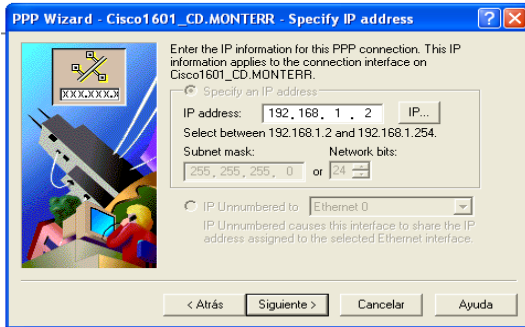 PPP Wizard - Cisco1601_CD.MONTERR - Specify IP address
Enter the IP information for this PPP connection. This IP
information applies to the connection interface on
Cisco1601_CD.MONTERR.
XXX.XXX.X
Specify an IP address
IP address: 192.168. 1 . 2 IP...
Select between 192.168.1.2 and 192.168.1.254.
Subnet mask: Network bits:
255.255.255. 0 or 24
IP Unnumbered to Ethernet 0
IP Unnumbered causes this interface to share the IP
address assigned to the selected Ethernet interface.
< Atrás Siguiente > Cancelar Ayuda